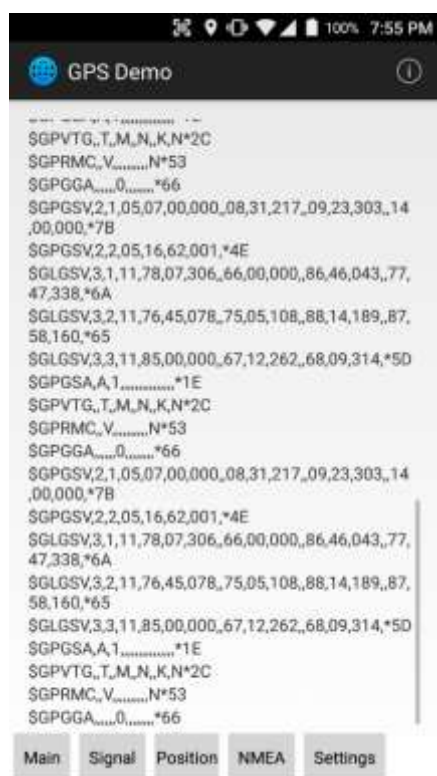 100% 7:55 PM
GPS Demo
$GPVTG,,T,,M,,N,,K,N*2C
$GPRMC,,V,,,,,,,,,,N*53
$GPGGA,,,,,,0,,,,,,,,*66
$GPGSV,2,1,05,07,00,000,,08,31,217,,09,23,303,,14
,00,000,*7B
$GPGSV,2,2,05,16,62,001,*4E
$GLGSV,3,1,11,78,07,306,,66,00,000,,86,46,043,,77,
47,338,*6A
$GLGSV,3,2,11,76,45,078,,75,05,108,,88,14,189,,87,
58,160,*65
$GLGSV,3,3,11,85,00,000,,67,12,262,,68,09,314,*5D
$GPGSA,A,1,,,,,,,,,,,,,,,*1E
$GPVTG,,T,,M,,N,,K,N*2C
$GPRMC,,V,,,,,,,,,,N*53
$GPGGA,,,,,,0,,,,,,,,*66
$GPGSV,2,1,05,07,00,000,,08,31,217,,09,23,303,,14
,00,000,*7B
$GPGSV,2,2,05,16,62,001,*4E
$GLGSV,3,1,11,78,07,306,,66,00,000,,86,46,043,,77,
47,338,*6A
$GLGSV,3,2,11,76,45,078,,75,05,108,,88,14,189,,87,
58,160,*65
$GLGSV,3,3,11,85,00,000,,67,12,262,,68,09,314,*5D
$GPGSA,A,1,,,,,,,,,,,,,,,*1E
$GPVTG,,T,,M,,N,,K,N*2C
$GPRMC,,V,,,,,,,,,,N*53
$GPGGA,,,,,,0,,,,,,,,*66
Main Signal Position NMEA Settings